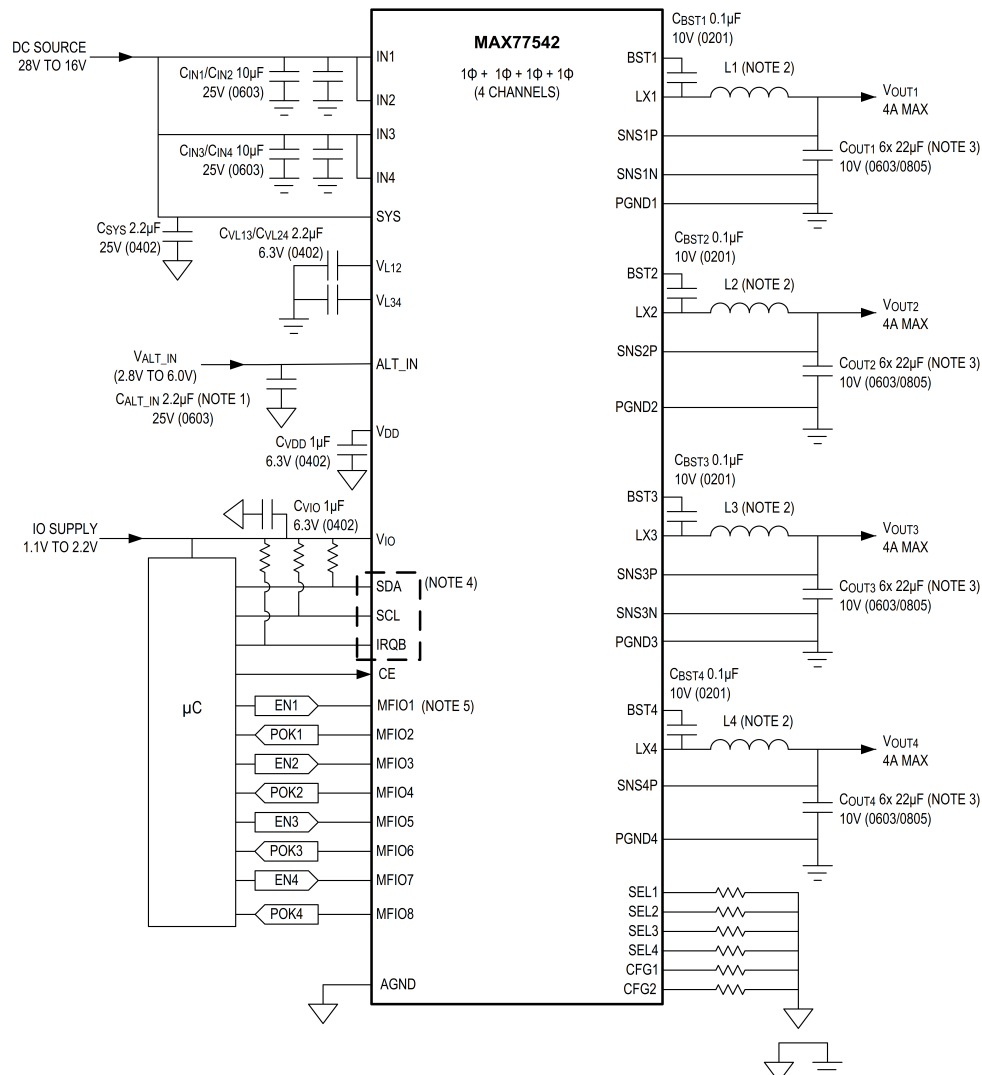 MAX77542
1Φ + 1Φ + 1Φ + 1Φ
(4 CHANNELS)
DC SOURCE
28V TO 16V
CIN1/CIN2 10µF
25V (0603)
CIN3/CIN4 10µF
25V (0603)
CSYS 2.2µF
25V (0402)
CVL13/CVL24 2.2µF
6.3V (0402)
VALT_IN
(2.8V TO 6.0V)
CALT_IN 2.2µF (NOTE 1)
25V (0603)
CVDD 1µF
6.3V (0402)
CVIO 1µF
6.3V (0402)
IO SUPPLY
1.1V TO 2.2V
µC
EN1
POK1
EN2
POK2
EN3
POK3
EN4
POK4
IN1
IN2
IN3
IN4
SYS
VL12
VL34
ALT_IN
VDD
VIO
SDA
(NOTE 4)
SCL
IRQB
CE
MFIO1 (NOTE 5)
MFIO2
MFIO3
MFIO4
MFIO5
MFIO6
MFIO7
MFIO8
AGND
CBST1 0.1µF
10V (0201)
BST1
L1 (NOTE 2)
LX1
VOUT1
4A MAX
SNS1P
COUT1 6x 22µF (NOTE 3)
10V (0603/0805)
SNS1N
PGND1
CBST2 0.1µF
10V (0201)
BST2
L2 (NOTE 2)
LX2
VOUT2
4A MAX
SNS2P
COUT2 6x 22µF (NOTE 3)
10V (0603/0805)
PGND2
CBST3 0.1µF
10V (0201)
BST3
L3 (NOTE 2)
LX3
VOUT3
4A MAX
SNS3P
COUT3 6x 22µF (NOTE 3)
10V (0603/0805)
SNS3N
PGND3
CBST4 0.1µF
10V (0201)
BST4
L4 (NOTE 2)
LX4
VOUT4
4A MAX
SNS4P
COUT4 6x 22µF (NOTE 3)
10V (0603/0805)
PGND4
SEL1
SEL2
SEL3
SEL4
CFG1
CFG2